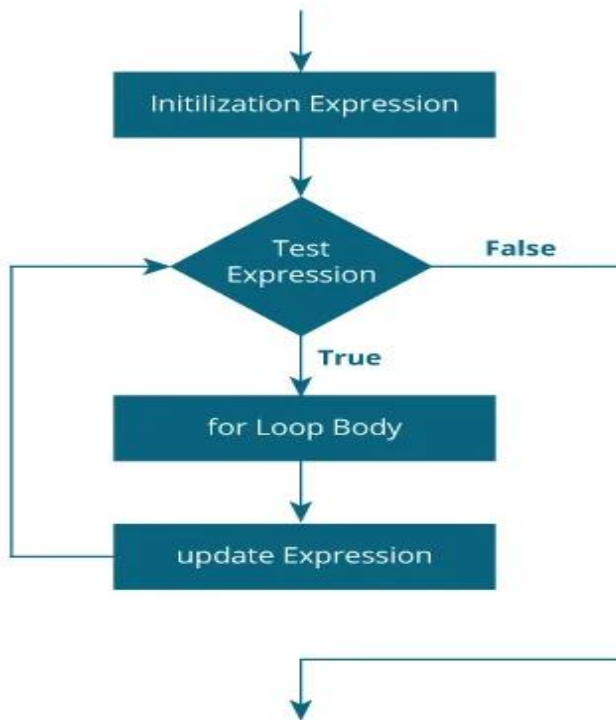 Initilization Expression
Test
Expression
False
True
for Loop Body
update Expression